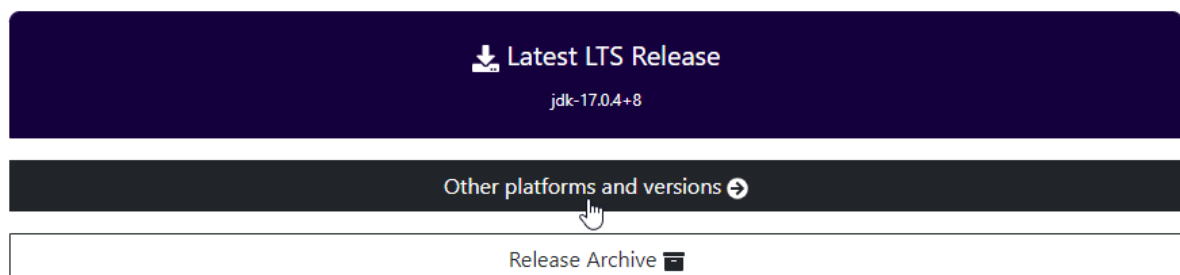 Latest LTS Release
jdk-17.0.4+8
Other platforms and versions
Release Archive